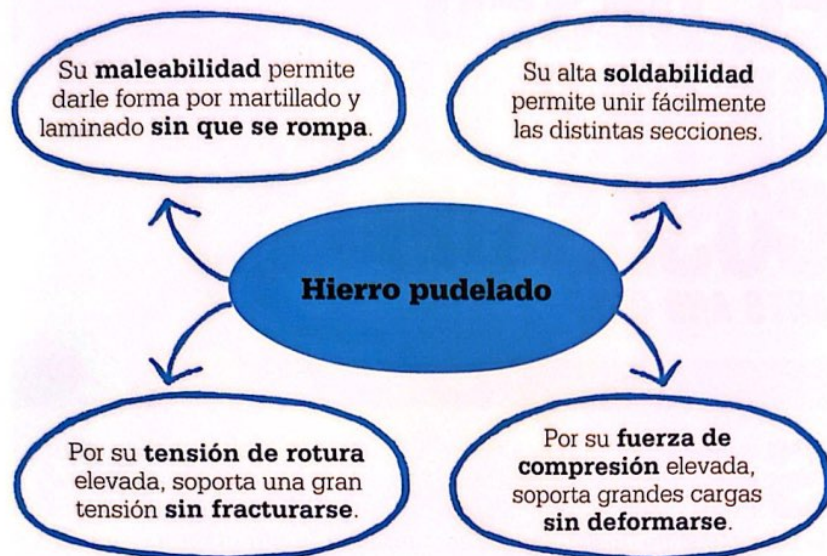 Su maleabilidad permite
darle forma por martillado y
laminado sin que se rompa.
Su alta soldabilidad
permite unir fácilmente
las distintas secciones.
Hierro pudelado
Por su tensión de rotura
elevada, soporta una gran
tensión sin fracturarse.
Por su fuerza de
compresión elevada,
soporta grandes cargas
sin deformarse.